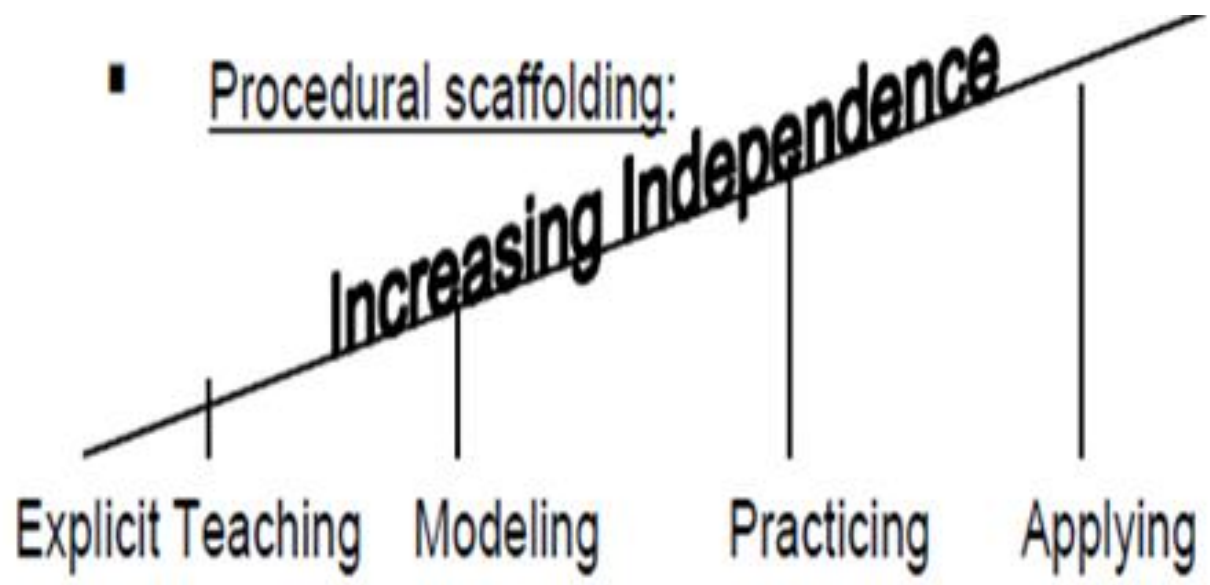 ▪ Procedural scaffolding:
Increasing Independence
Explicit Teaching Modeling Practicing Applying